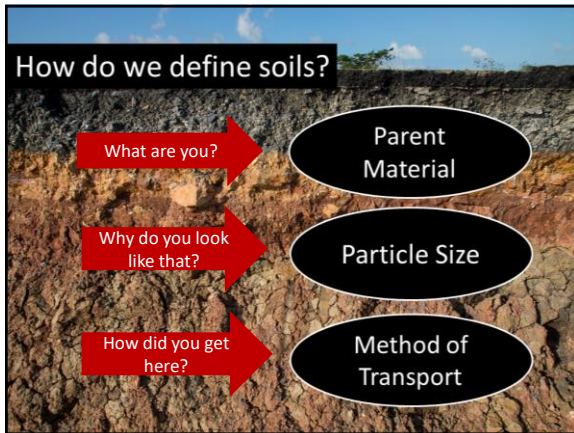 How do we define soils?
What are you?
Parent
Material
Why do you look
like that?
Particle Size
How did you get
here?
Method of
Transport